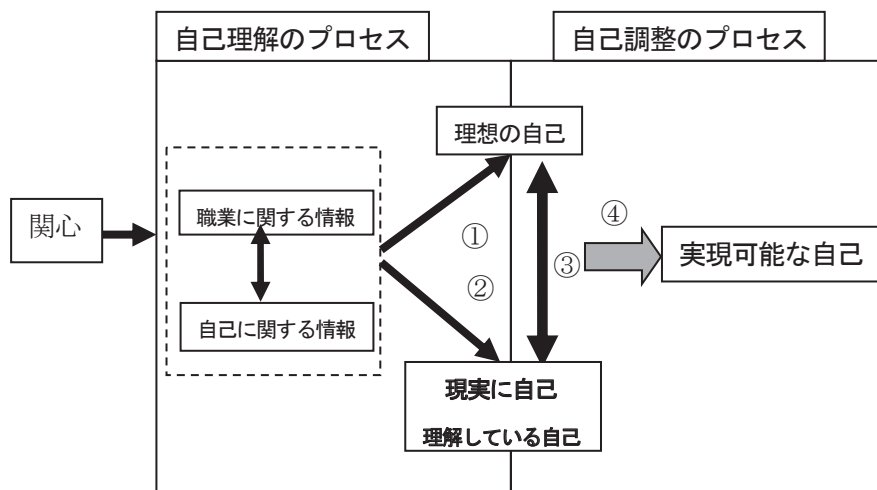 自己理解のプロセス
自己調整のプロセス
関心
職業に関する情報
自己に関する情報
理想の自己
①
②
③
④
現実に自己
理解している自己
実現可能な自己